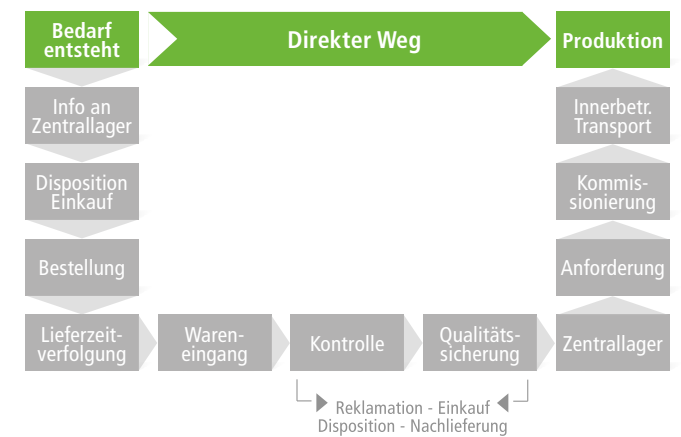 Bedarf
entsteht
Direkter Weg
Produktion
Info an
Zentrallager
Innerbetr.
Transport
Disposition
Einkauf
Kommis-
sionierung
Bestellung
Anforderung
Lieferzeit-
verfolgung
Waren-
eingang
Kontrolle
Qualitäts-
sicherung
Zentrallager
Reklamation - Einkauf
Disposition - Nachlieferung